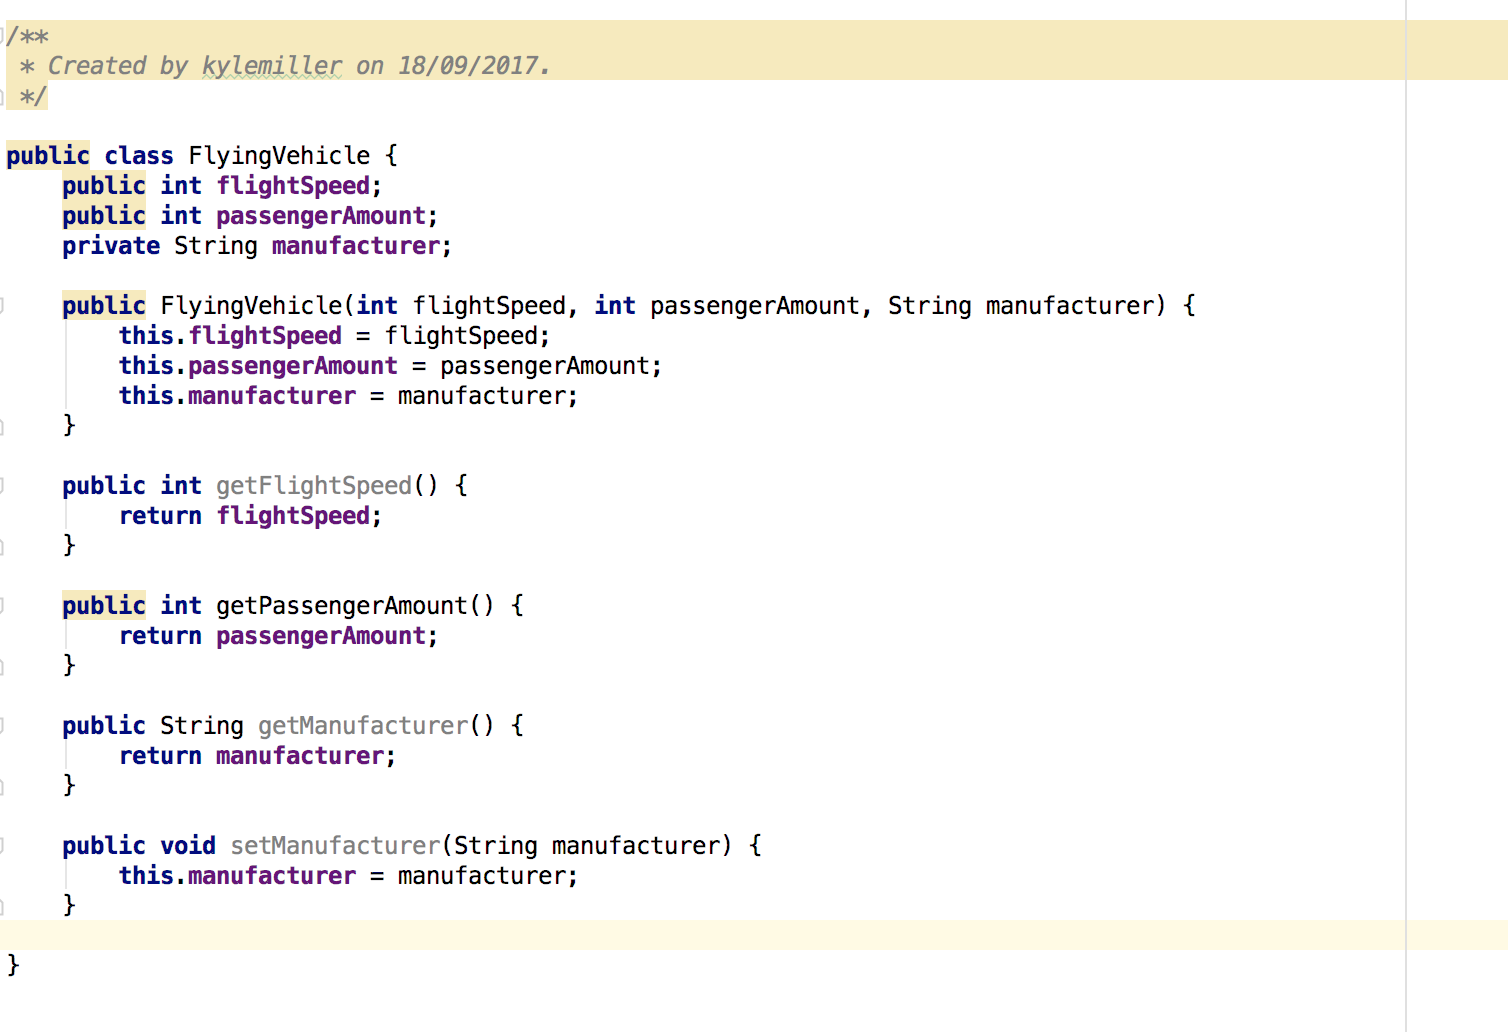 /**
 * Created by kylemiller on 18/09/2017.
 */
public class FlyingVehicle {
    public int flightSpeed;
    public int passengerAmount;
    private String manufacturer;
    public FlyingVehicle(int flightSpeed, int passengerAmount, String manufacturer) {
        this.flightSpeed = flightSpeed;
        this.passengerAmount = passengerAmount;
        this.manufacturer = manufacturer;
    }
    public int getFlightSpeed() {
        return flightSpeed;
    }
    public int getPassengerAmount() {
        return passengerAmount;
    }
    public String getManufacturer() {
        return manufacturer;
    }
    public void setManufacturer(String manufacturer) {
        this.manufacturer = manufacturer;
    }
}